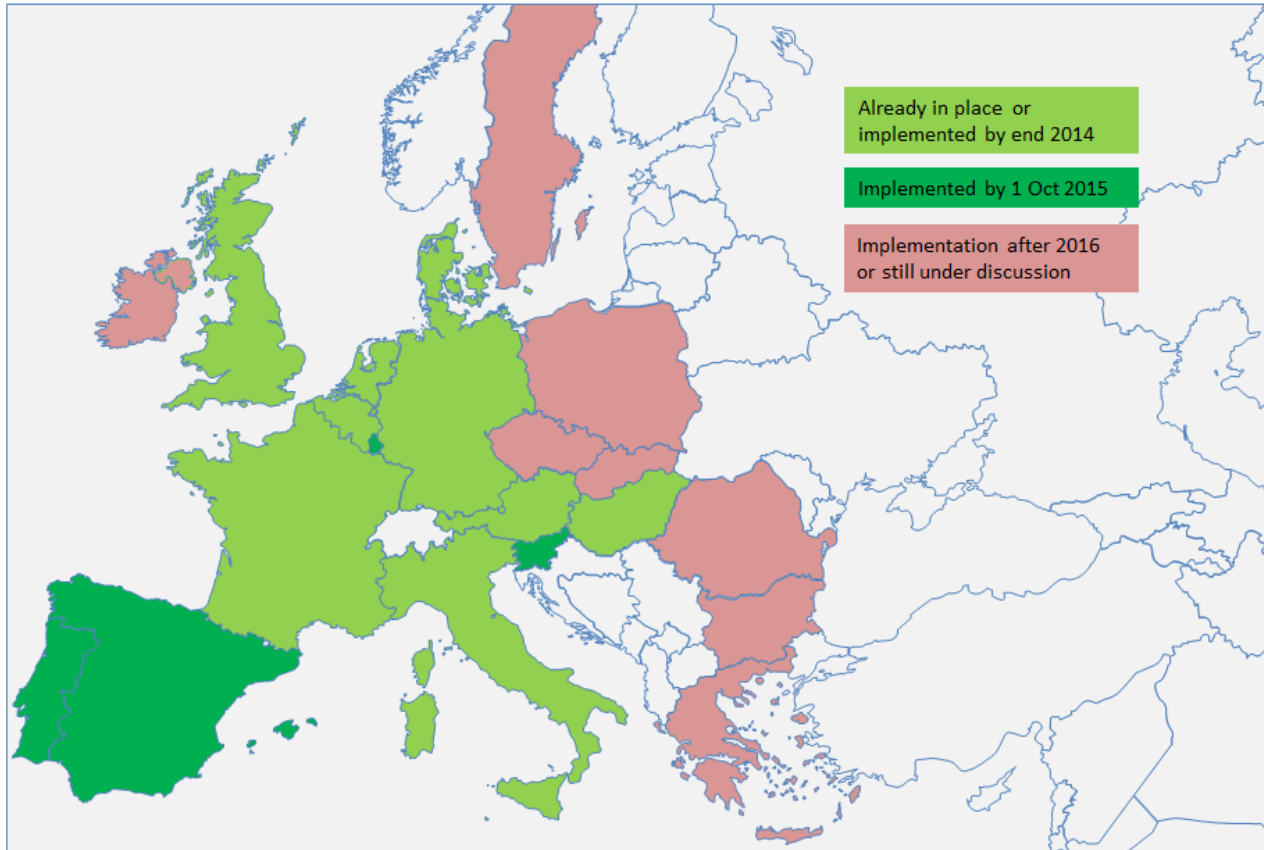 Already in place or
implemented by end 2014
Implemented by 1 Oct 2015
Implementation after 2016
or still under discussion